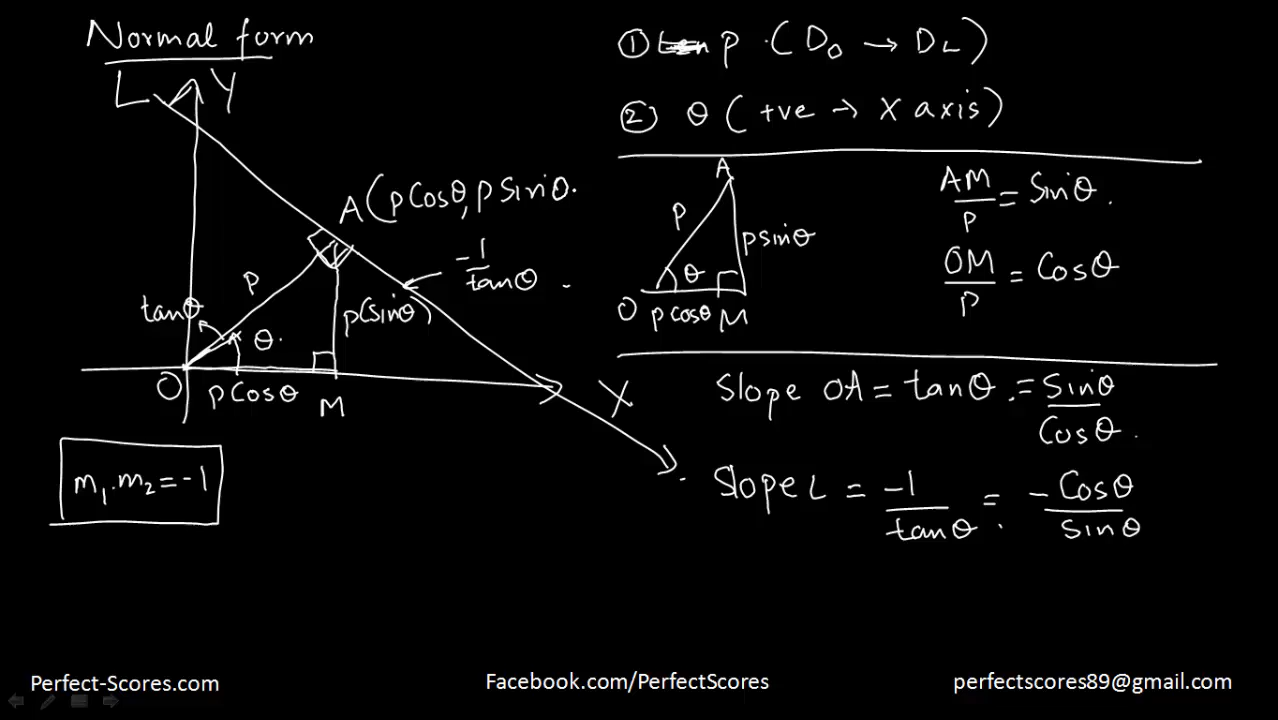 Normal form
L Y
A(pCosθ, pSinθ.
p
-1/tanθ .
tanθ
θ.
p(sinθ)
O
pCosθ
M
X
m₁.m₂=-1
① p .(D₀ → D L)
② θ (+ve → X axis)
A
p
psinθ
θ
O pcosθ M
AM/p = Sinθ.
OM/p = Cosθ
Slope OA = tanθ .= Sinθ/Cosθ.
Slope L = -1/tanθ = -Cosθ/Sinθ
Perfect-Scores.com
Facebook.com/PerfectScores
perfectscores89@gmail.com